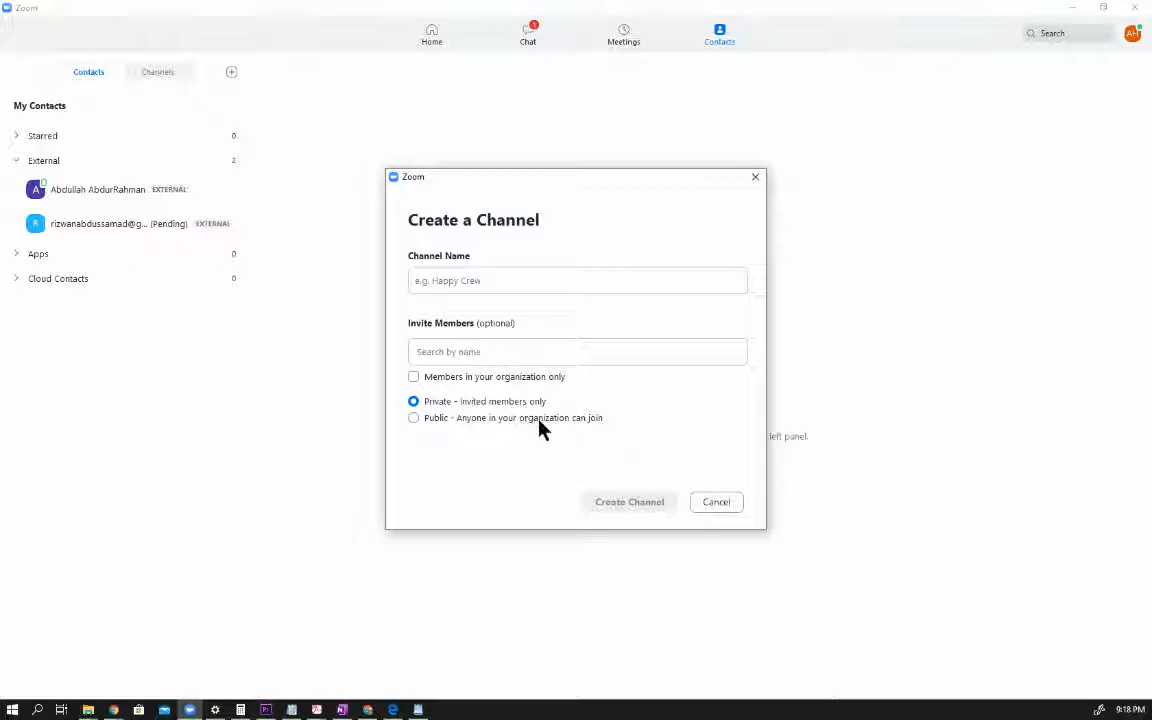 Zoom
Home
Chat
1
Meetings
Contacts
Search
AH
Contacts
Channels
My Contacts
Starred 0
External 2
A Abdullah AbdurRahman EXTERNAL
R rizwanabdussamad@g... (Pending) EXTERNAL
Apps 0
Cloud Contacts 0
Zoom
Create a Channel
Channel Name
e.g. Happy Crew
Invite Members (optional)
Search by name
Members in your organization only
Private - Invited members only
Public - Anyone in your organization can join
left panel.
Create Channel
Cancel
Pr
N
9:18 PM